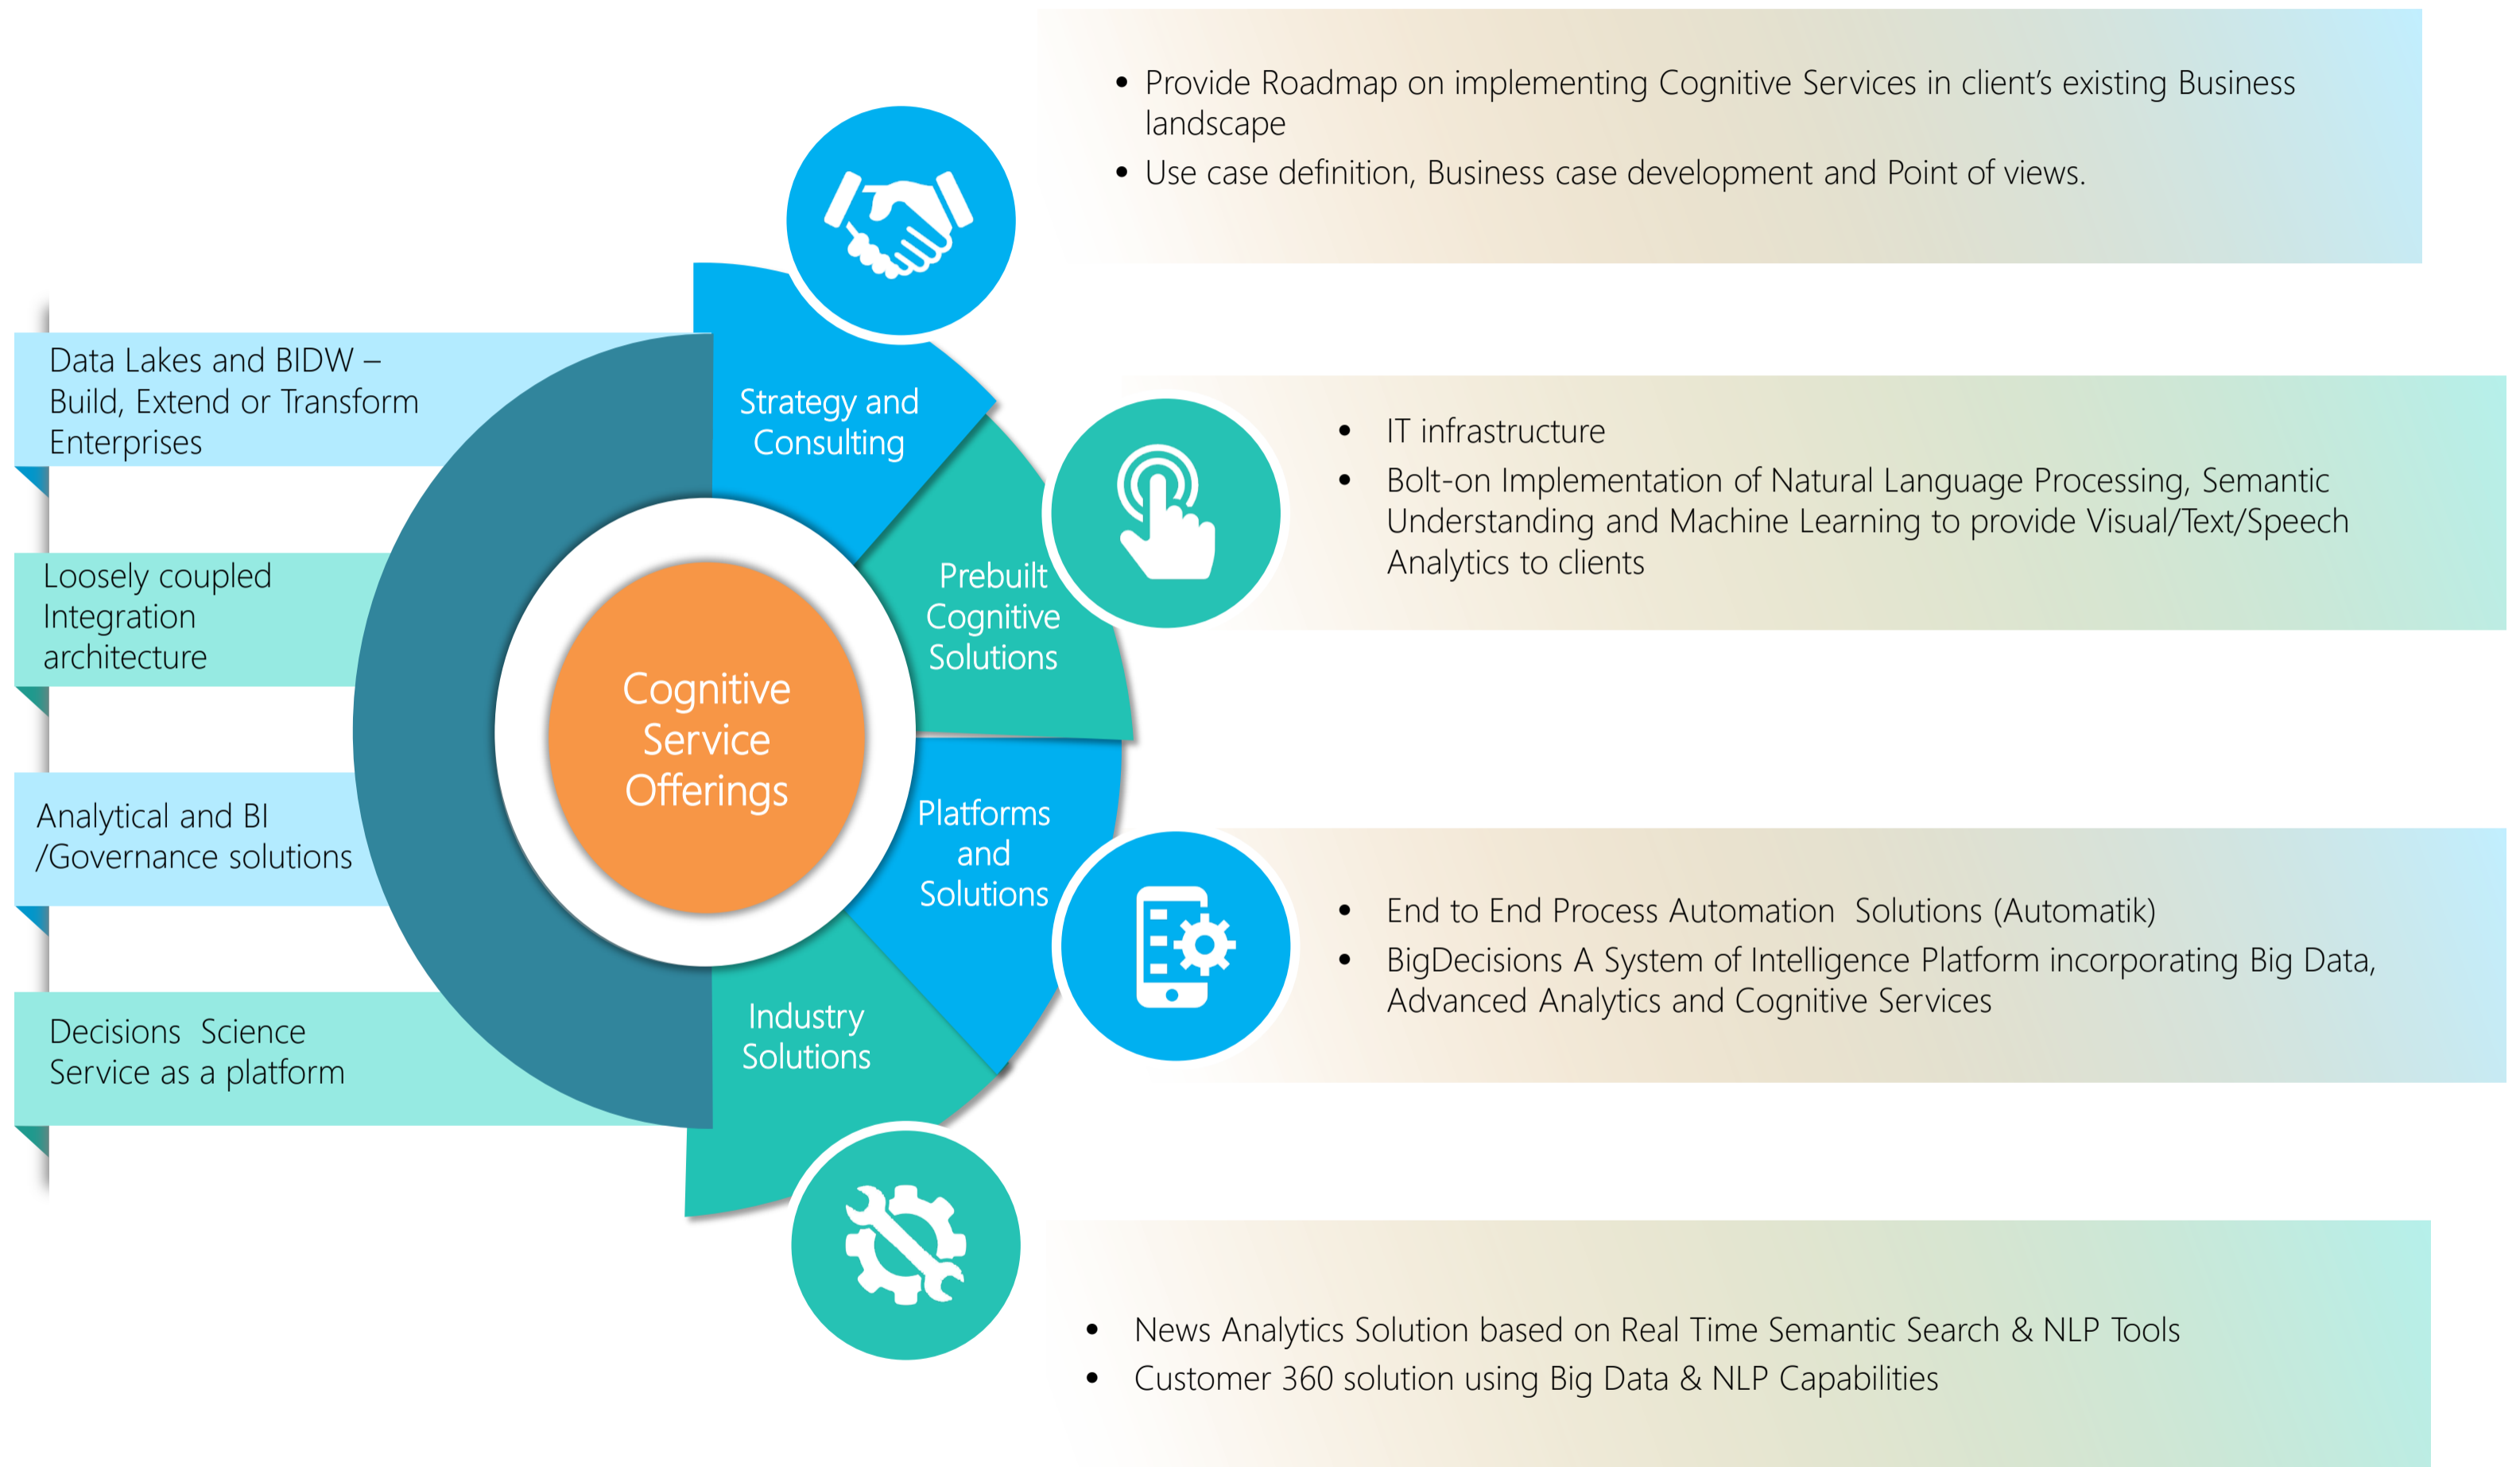 • Provide Roadmap on implementing Cognitive Services in client's existing Business
landscape
• Use case definition, Business case development and Point of views.
Data Lakes and BIDW –
Build, Extend or Transform
Enterprises
Loosely coupled
Integration
architecture
Analytical and BI
/Governance solutions
Decisions  Science
Service as a platform
Cognitive
Service
Offerings
Strategy and
Consulting
Prebuilt
Cognitive
Solutions
Platforms
and
Solutions
Industry
Solutions
• IT infrastructure
• Bolt-on Implementation of Natural Language Processing, Semantic
Understanding and Machine Learning to provide Visual/Text/Speech
Analytics to clients
• End to End Process Automation  Solutions (Automatik)
• BigDecisions A System of Intelligence Platform incorporating Big Data,
Advanced Analytics and Cognitive Services
• News Analytics Solution based on Real Time Semantic Search & NLP Tools
• Customer 360 solution using Big Data & NLP Capabilities